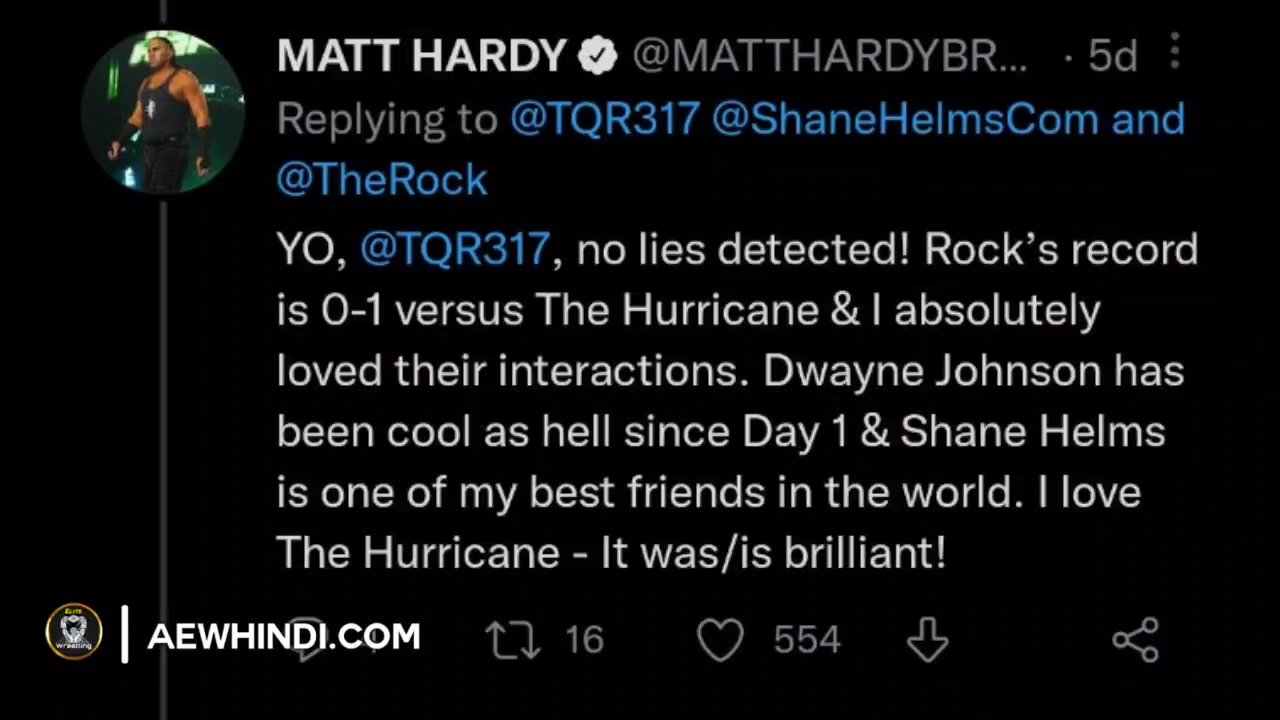 MATT HARDY @MATTHARDYBR... · 5d
Replying to @TQR317 @ShaneHelmsCom and
@TheRock
YO, @TQR317, no lies detected! Rock’s record
is 0-1 versus The Hurricane & I absolutely
loved their interactions. Dwayne Johnson has
been cool as hell since Day 1 & Shane Helms
is one of my best friends in the world. I love
The Hurricane - It was/is brilliant!
ELITE
wrestling
AEWHINDI.COM
16 554